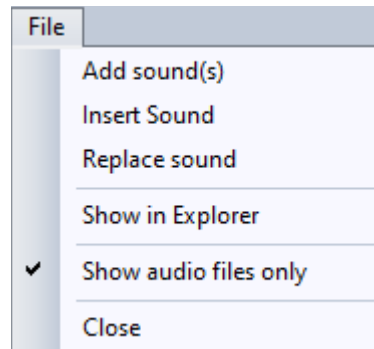 File
Add sound(s)
Insert Sound
Replace sound
Show in Explorer
Show audio files only
Close